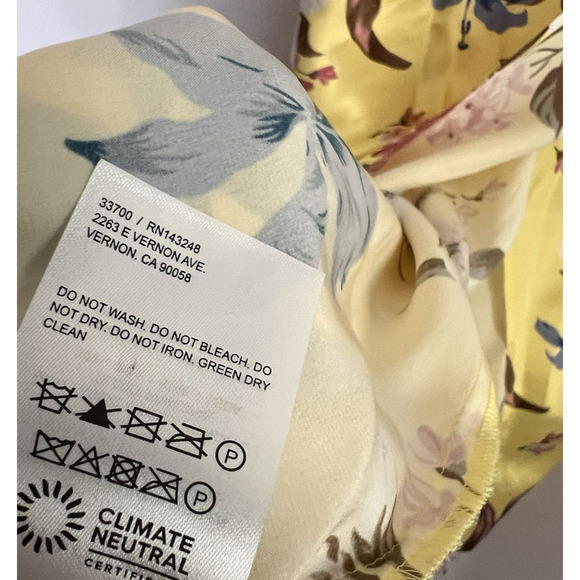 33700 / RN143248
2263 E VERNON AVE.
VERNON, CA 90058
DO NOT WASH. DO NOT BLEACH. DO
NOT DRY. DO NOT IRON. GREEN DRY
CLEAN
P
P
CLIMATE
NEUTRAL
CERTIFIE